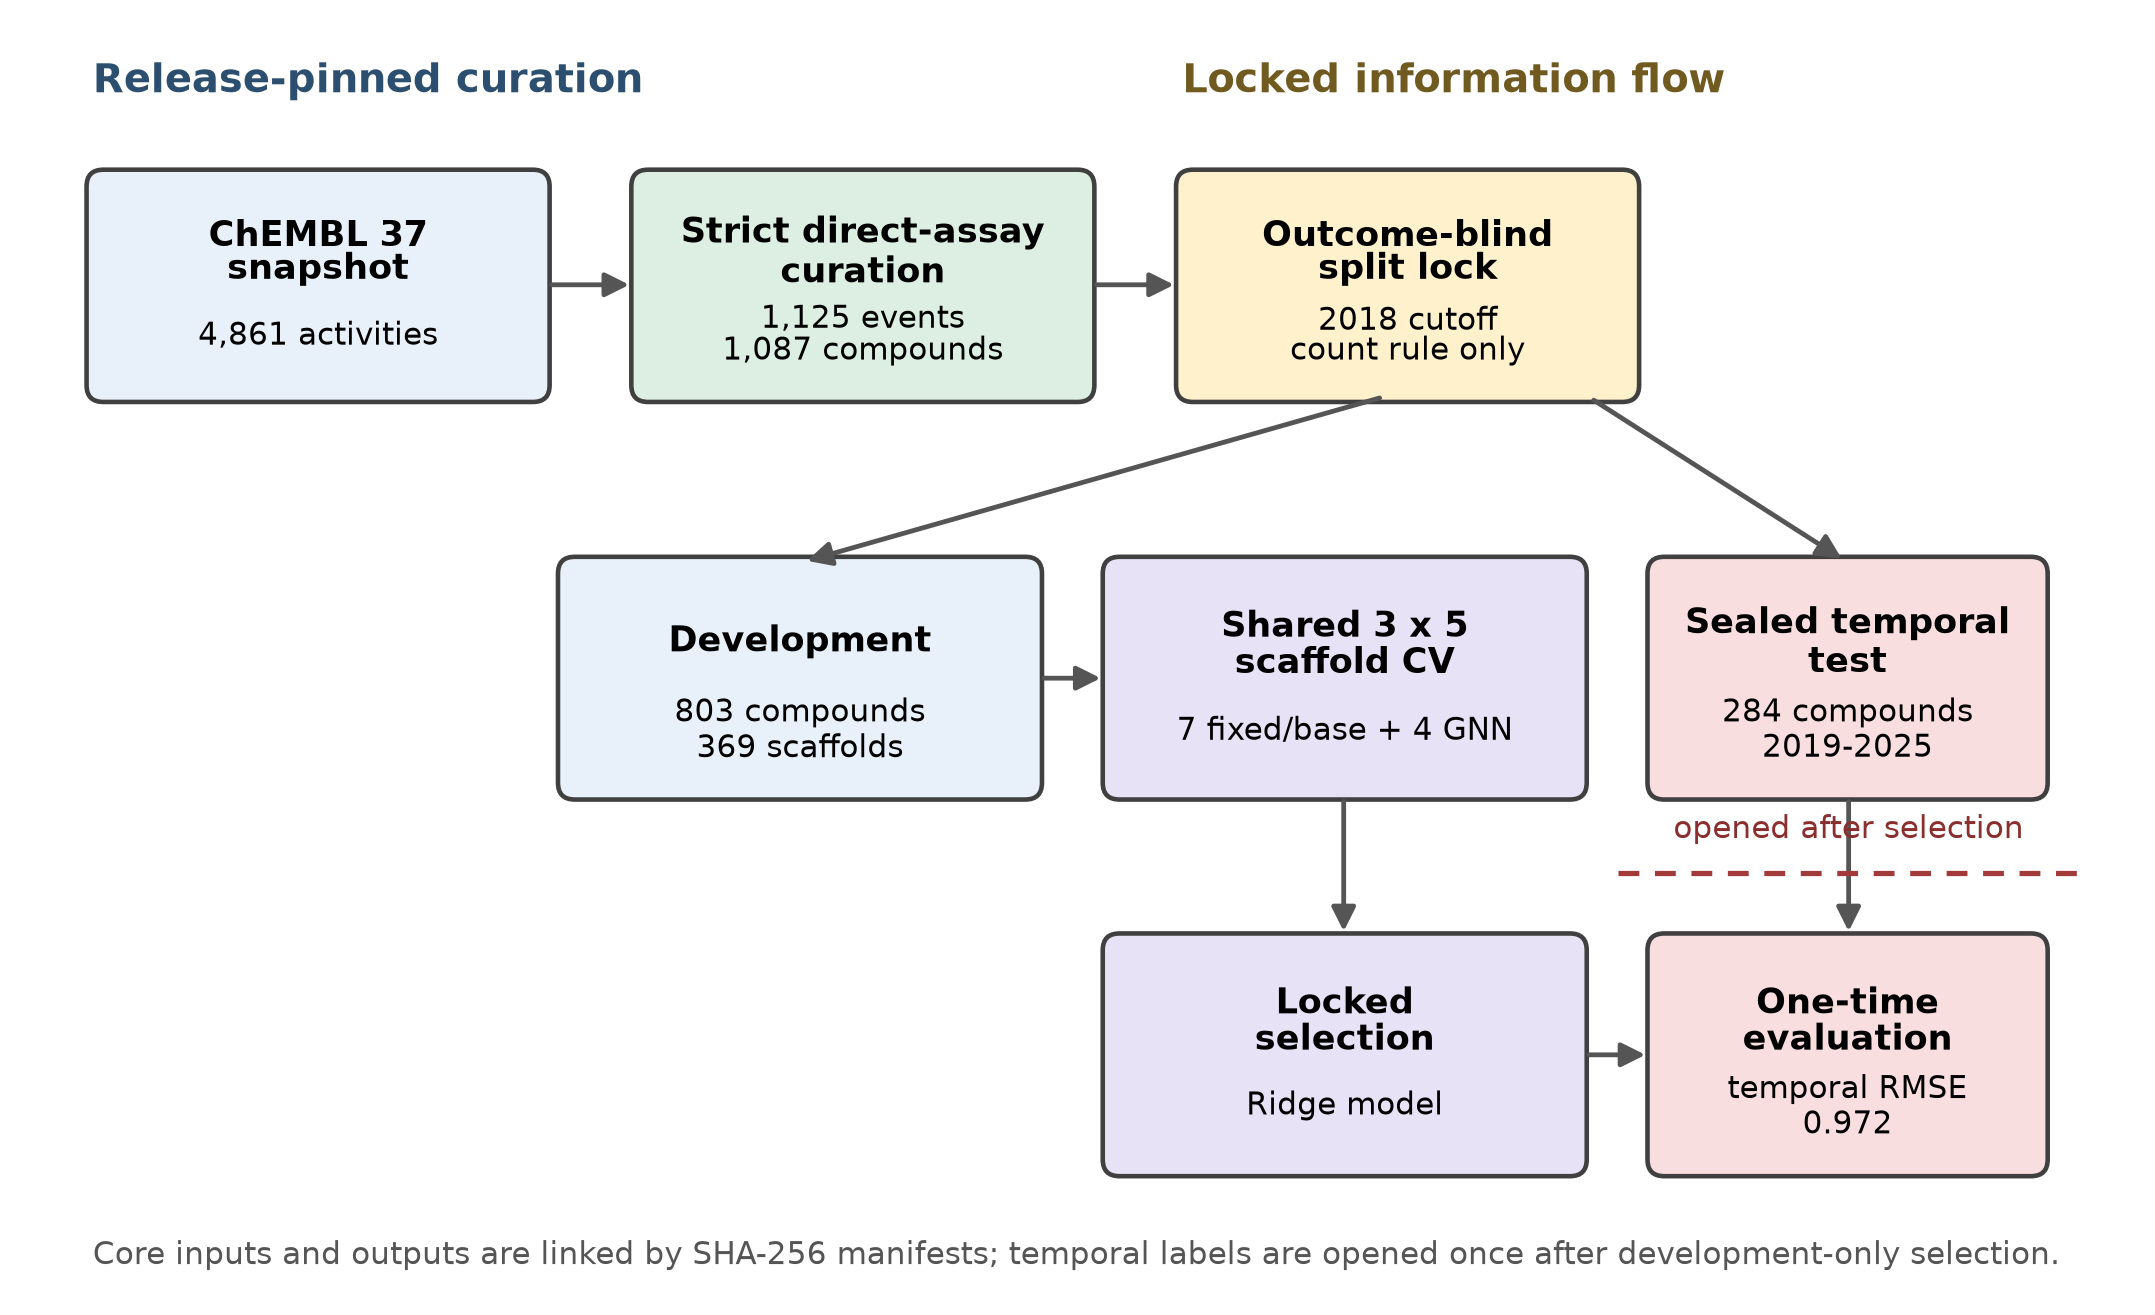 Release-pinned curation
Locked information flow
ChEMBL 37
snapshot
4,861 activities
Strict direct-assay
curation
1,125 events
1,087 compounds
Outcome-blind
split lock
2018 cutoff
count rule only
Development
803 compounds
369 scaffolds
Shared 3 x 5
scaffold CV
7 fixed/base + 4 GNN
Sealed temporal
test
284 compounds
2019-2025
opened after selection
Locked
selection
Ridge model
One-time
evaluation
temporal RMSE
0.972
Core inputs and outputs are linked by SHA-256 manifests; temporal labels are opened once after development-only selection.